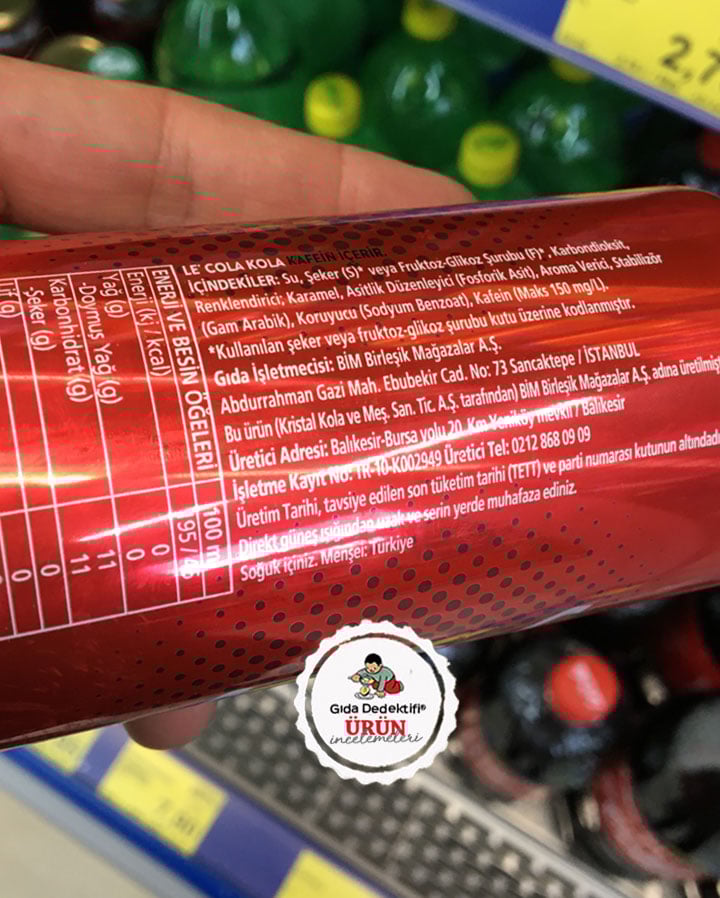 2,7
LE' COLA KOLA KAFEİN İÇERİR.
İÇİNDEKİLER: Su, Şeker (S)* veya Fruktoz-Glikoz Şurubu (F)*, Karbondioksit,
Renklendirici; Karamel, Asitlik Düzenleyici (Fosforik Asit), Aroma Verici, Stabilizör
(Gam Arabik), Koruyucu (Sodyum Benzoat), Kafein (Maks 150 mg/L).
*Kullanılan şeker veya fruktoz-glikoz şurubu kutu üzerine kodlanmıştır.
Gıda İşletmecisi: BİM Birleşik Mağazalar A.Ş.
Abdurrahman Gazi Mah. Ebubekir Cad. No: 73 Sancaktepe / İSTANBUL
Bu ürün (Kristal Kola ve Meş. San. Tic. A.Ş. tarafından) BİM Birleşik Mağazalar A.Ş. adına üretilmiş
Üretici Adresi: Balıkesir-Bursa yolu 20. Km Yeniköy mevkii / Balıkesir
İşletme Kayıt No: TR-10-K002949 Üretici Tel: 0212 868 09 09
Üretim Tarihi, tavsiye edilen son tüketim tarihi (TETT) ve parti numarası kutunun altındadı
Direkt güneş ışığından uzak ve serin yerde muhafaza ediniz.
Soğuk içiniz. Menşei: Türkiye
ENERJİ VE BESİN ÖĞELERİ 100 m
Enerji (kj / kcal) 195 / 4
Yağ (g) 0
Doymuş Yağ (g) 0
Karbonhidrat (g) 11
Şeker (g) 11
Lif (g) 0
0
Gıda Dedektifi®
ÜRÜN
incelemeleri